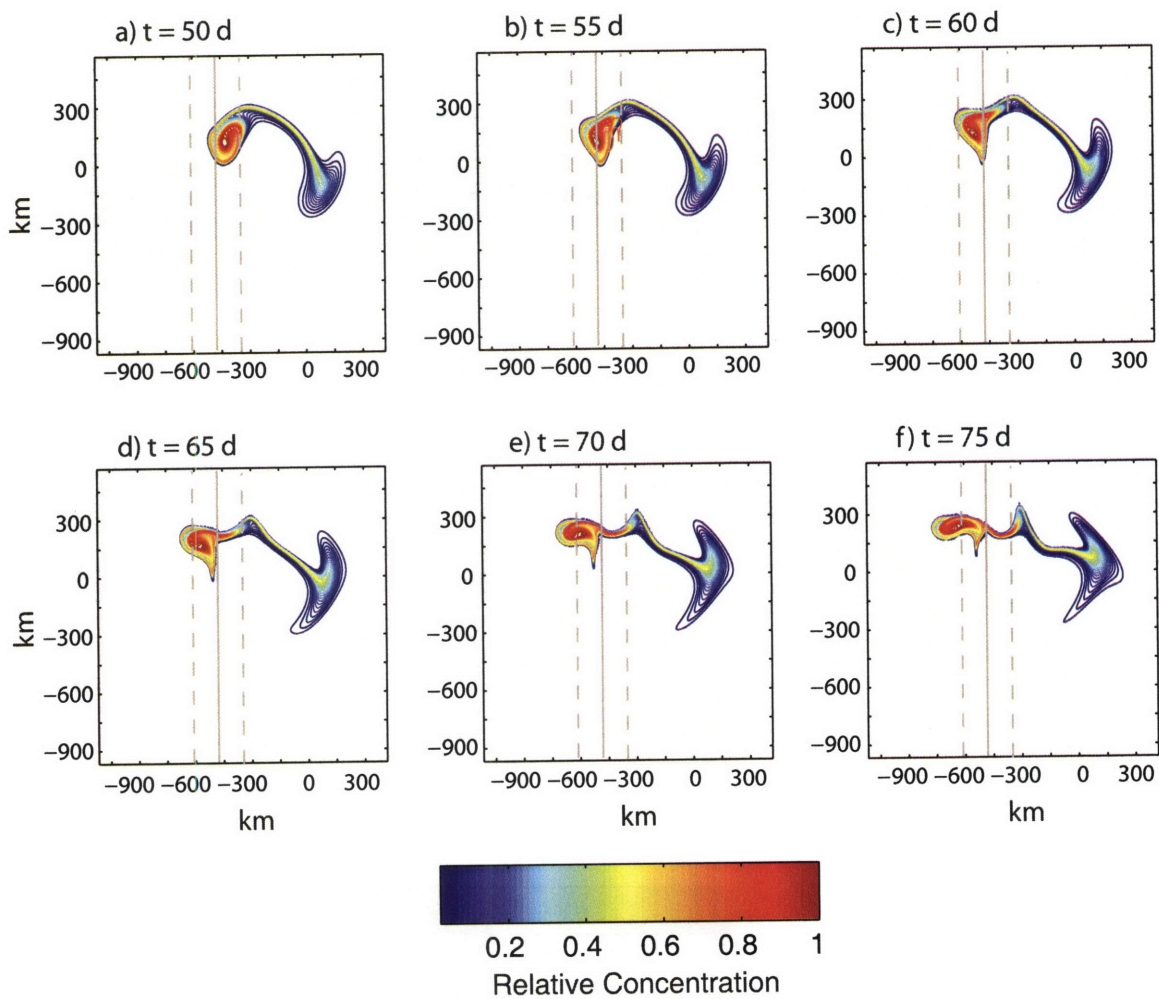 a) t = 50 d
b) t = 55 d
c) t = 60 d
300
0
−300
−600
−900
km
−900 −600 −300 0 300
300
0
−300
−600
−900
−900 −600 −300 0 300
300
0
−300
−600
−900
−900 −600 −300 0 300
d) t = 65 d
e) t = 70 d
f) t = 75 d
300
0
−300
−600
−900
km
−900 −600 −300 0 300
km
300
0
−300
−600
−900
−900 −600 −300 0 300
km
300
0
−300
−600
−900
−900 −600 −300 0 300
km
0.2 0.4 0.6 0.8 1
Relative Concentration